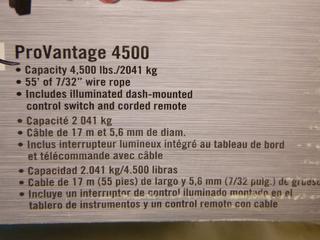 ProVantage 4500
• Capacity 4,500 lbs./2041 kg
• 55' of 7/32" wire rope
• Includes illuminated dash-mounted
control switch and corded remote
• Capacité 2 041 kg
• Câble de 17 m et 5,6 mm de diam.
• Inclus interrupteur lumineux intégré au tableau de bord
et télécommande avec câble
• Capacidad 2.041 kg/4.500 libras
• Cable de 17 m (55 pies) de largo y 5,6 mm (7/32 pulg.) de grueso
• Incluye un interruptor de control iluminado montado en el
tablero de instrumentos y un control remoto con cable